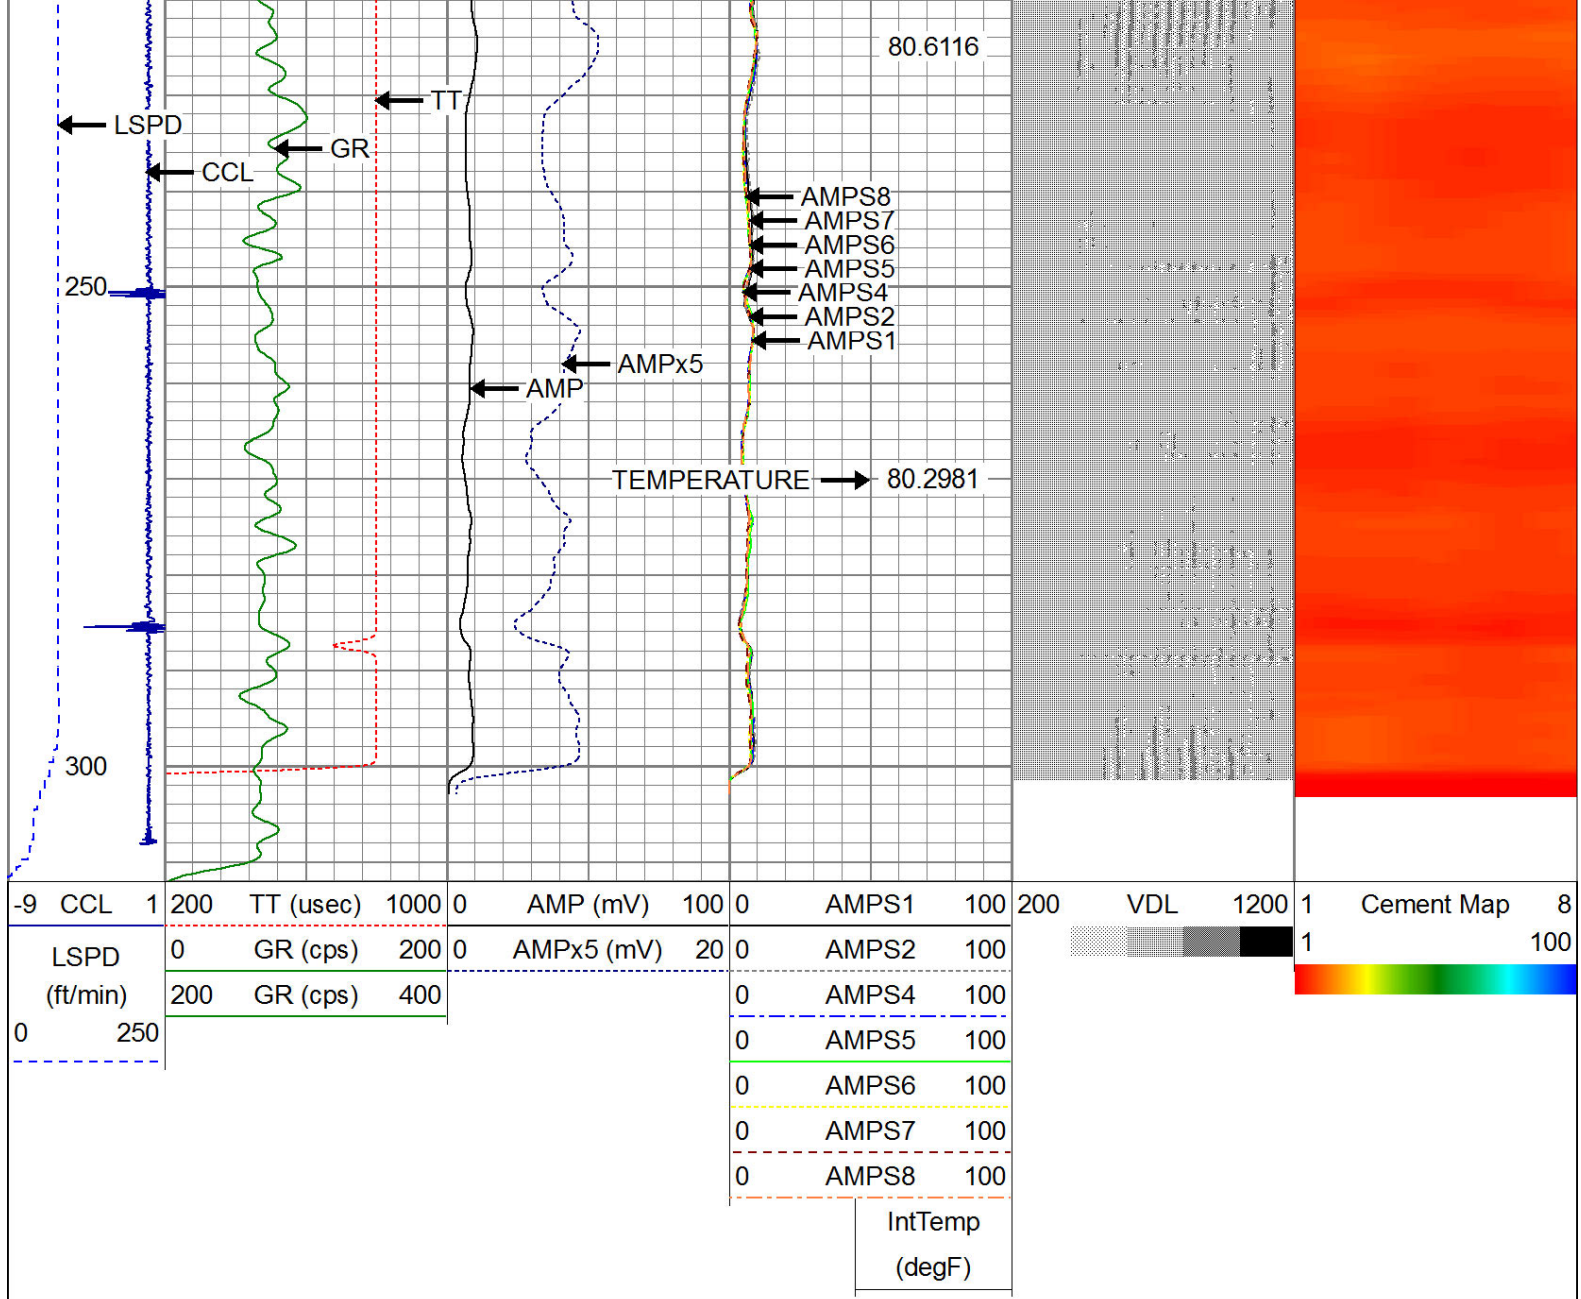 80.6116
TT
LSPD
GR
CCL
AMPS8
AMPS7
AMPS6
AMPS5
250
AMPS4
AMPS2
AMPS1
AMPx5
AMP
TEMPERATURE 80.2981
300
-9 CCL 1 200 TT (usec) 1000 0 AMP (mV) 100 0 AMPS1 100 200 VDL 1200 1 Cement Map 8
LSPD 0 GR (cps) 200 0 AMPx5 (mV) 20 0 AMPS2 100 1 100
(ft/min) 200 GR (cps) 400 0 AMPS4 100
0 250 0 AMPS5 100
0 AMPS6 100
0 AMPS7 100
0 AMPS8 100
IntTemp
(degF)